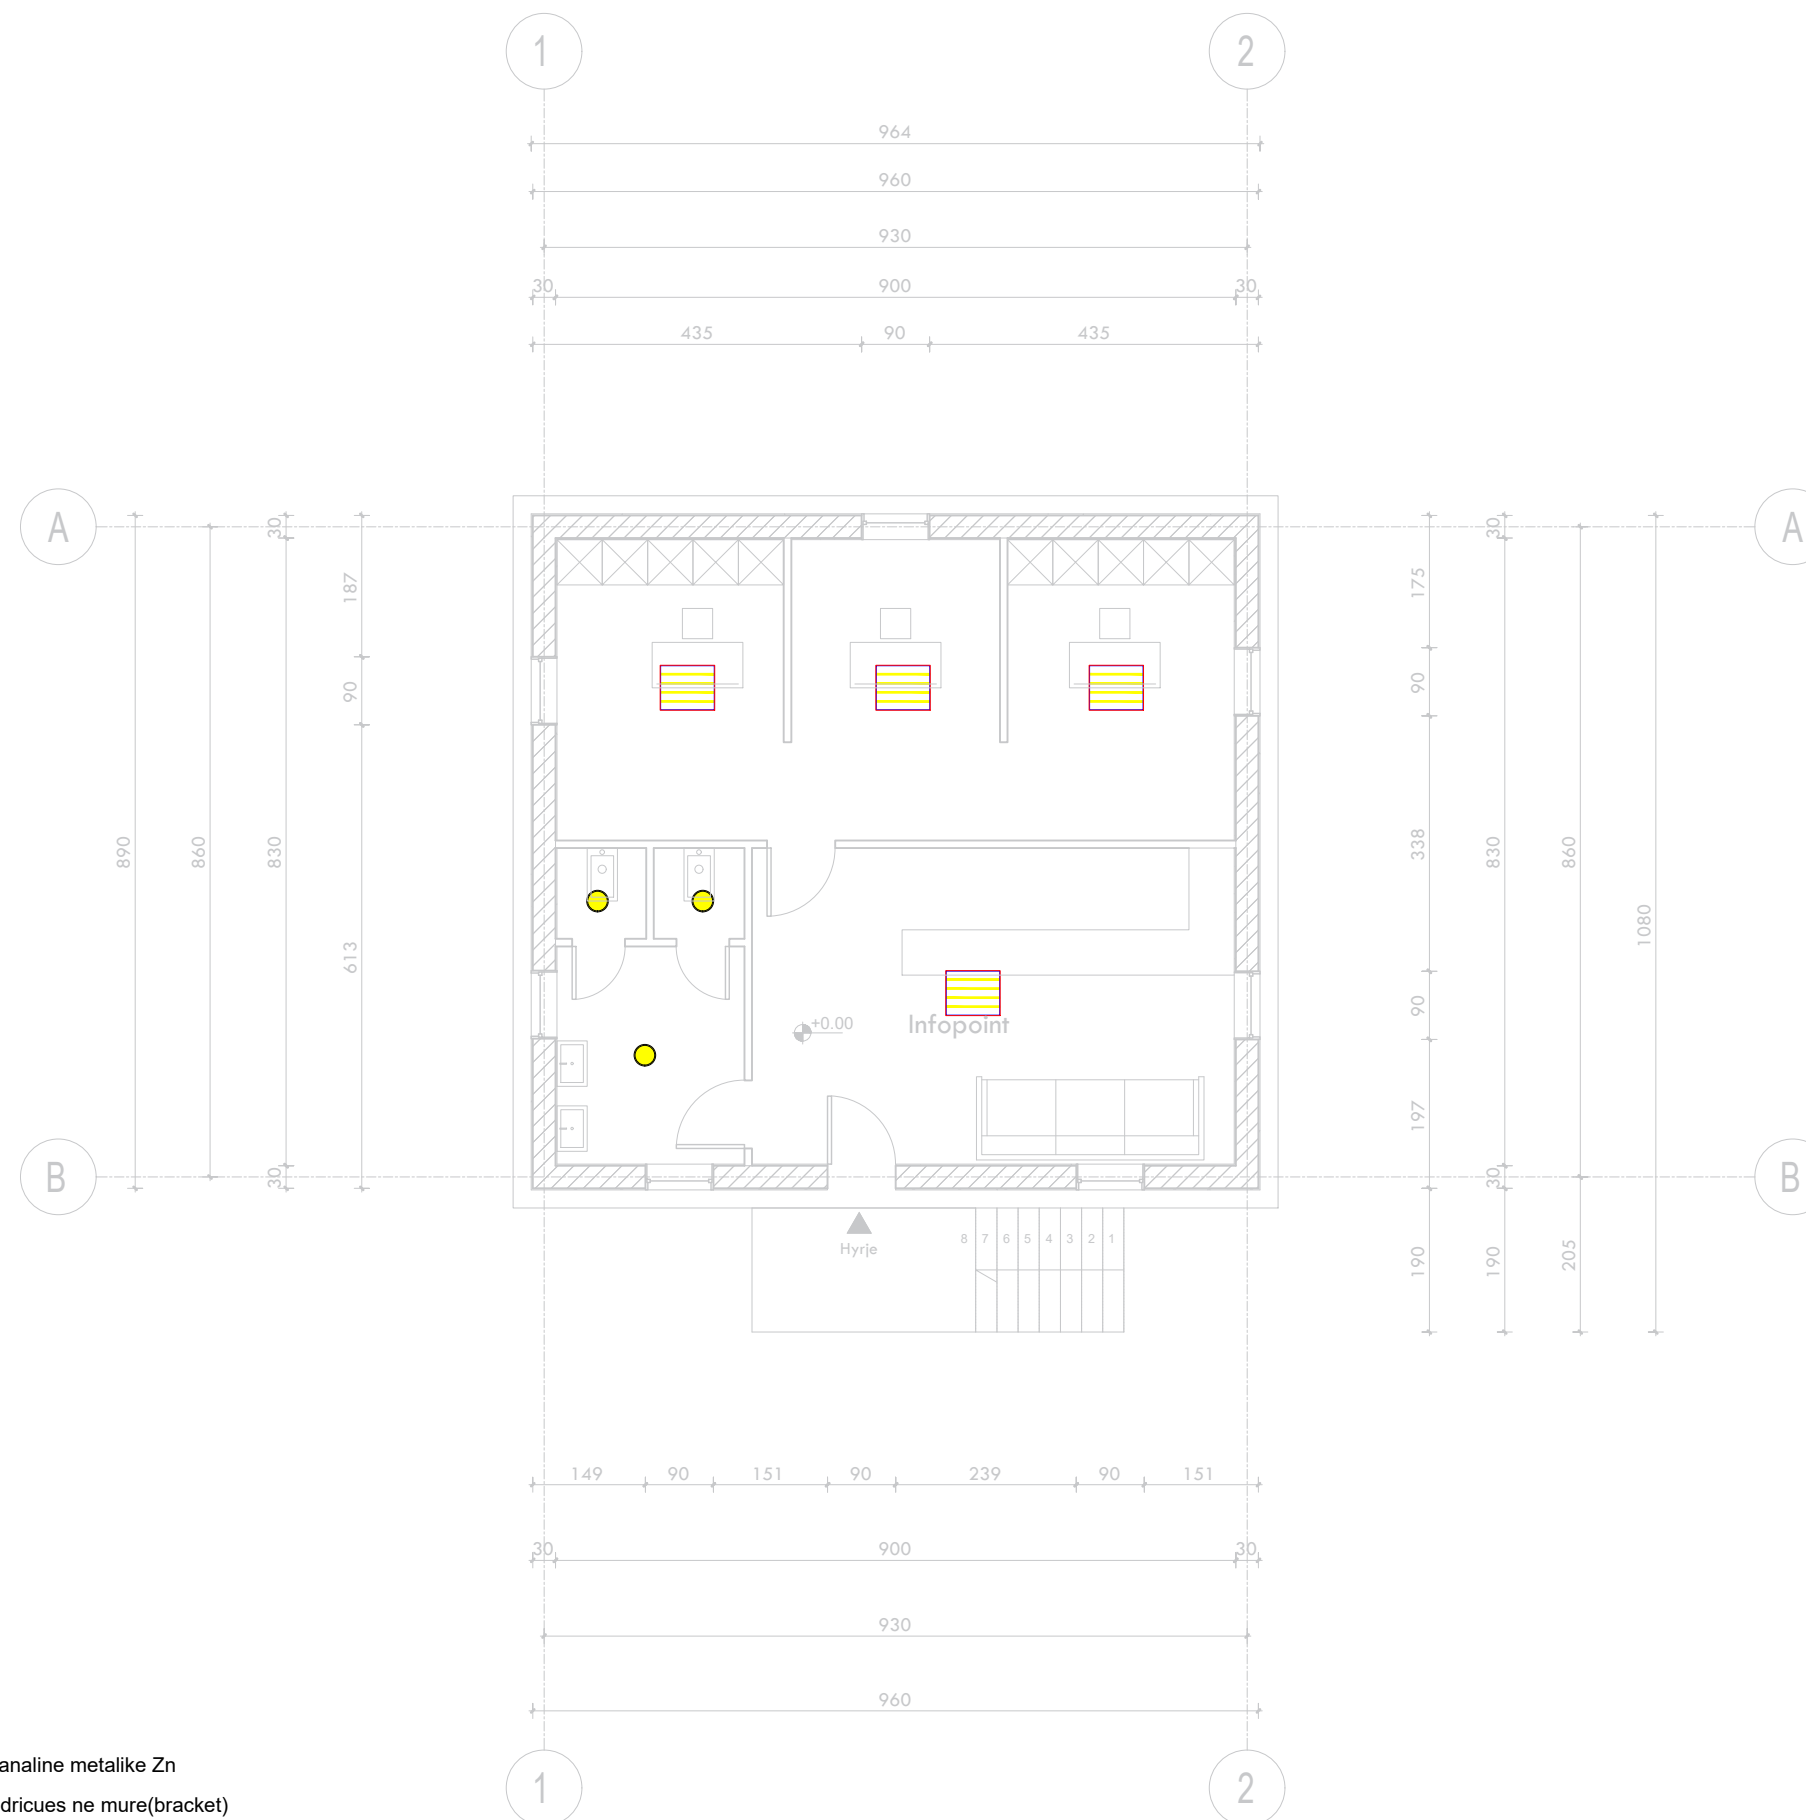 1 2
964
960
930
30 900 30
435 90 435
A A
890 860 830 30 187 90 613 30
175 90 338 90 197 190
30 830 30 190
860 205
1080
+0.00 Infopoint
B B
Hyrje
8 7 6 5 4 3 2 1
149 90 151 90 239 90 151
30 900 30
930
960
1 2
analine metalike Zn
dricues ne mure(bracket)